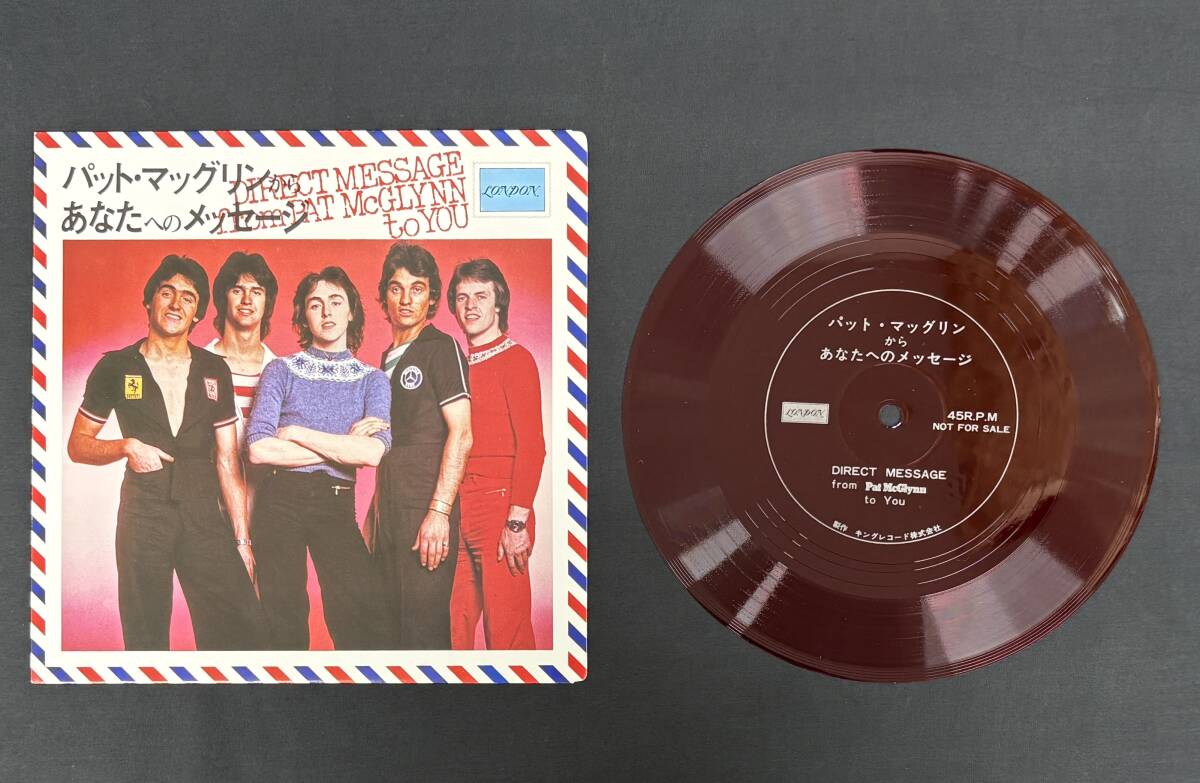 パット・マッグリンから
あなたへのメッセージ
DIRECT MESSAGE
from PAT McGLYNN
to YOU
LONDON
パット・マッグリン
から
あなたへのメッセージ
LONDON
45R.P.M
NOT FOR SALE
DIRECT MESSAGE
from Pat McGlynn
to You
製作 キングレコード株式会社